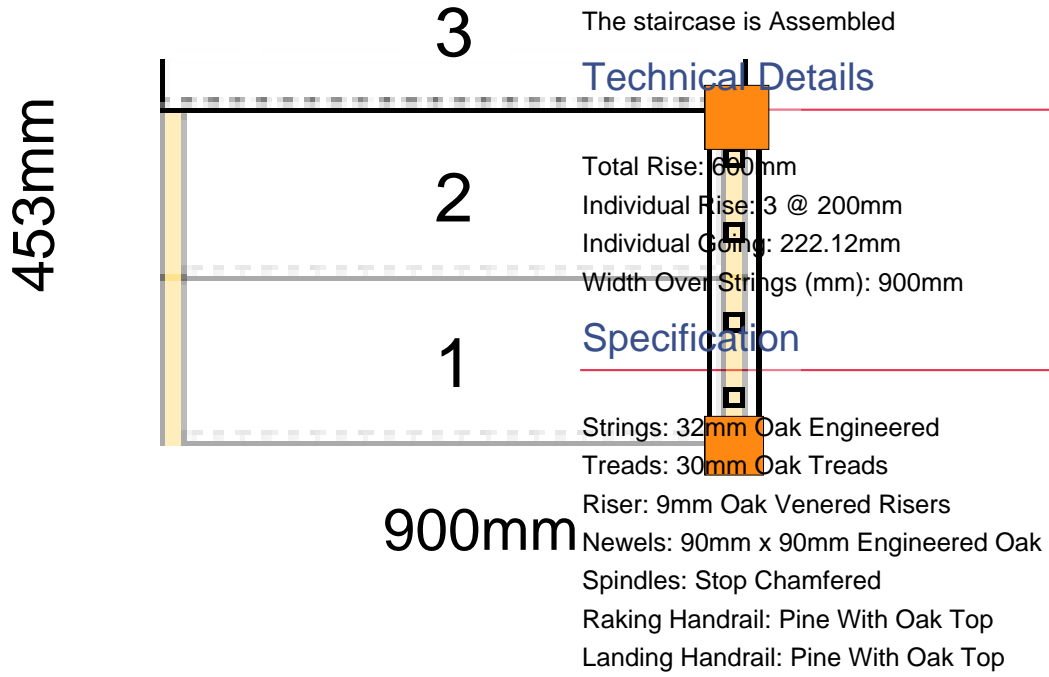 3
2
1
453mm
900mm
The staircase is Assembled
Technical Details
Total Rise: 600mm
Individual Rise: 3 @ 200mm
Individual Going: 222.12mm
Width Over Strings (mm): 900mm
Specification
Strings: 32mm Oak Engineered
Treads: 30mm Oak Treads
Riser: 9mm Oak Venered Risers
Newels: 90mm x 90mm Engineered Oak
Spindles: Stop Chamfered
Raking Handrail: Pine With Oak Top
Landing Handrail: Pine With Oak Top